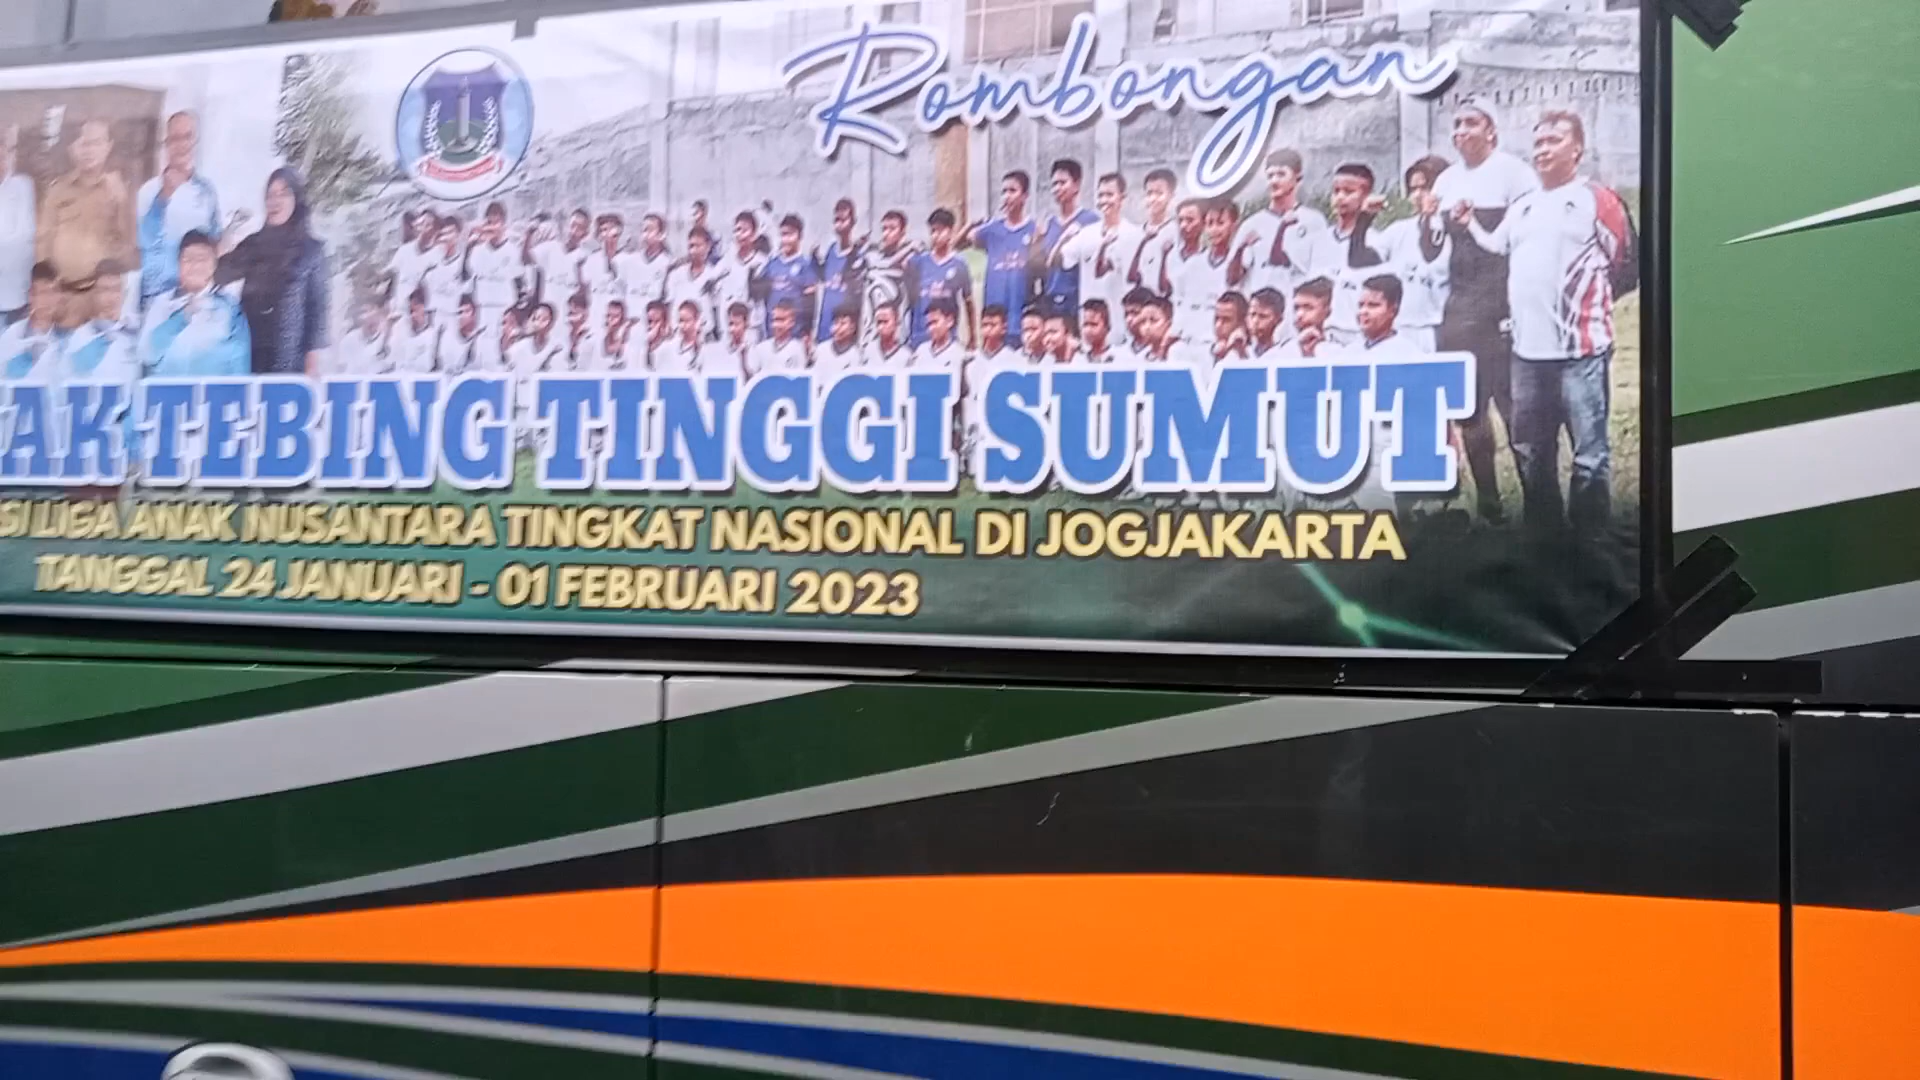 Rombongan
AK TEBING TINGGI SUMUT
SI LIGA ANAK NUSANTARA TINGKAT NASIONAL DI JOGJAKARTA
TANGGAL 24 JANUARI - 01 FEBRUARI 2023